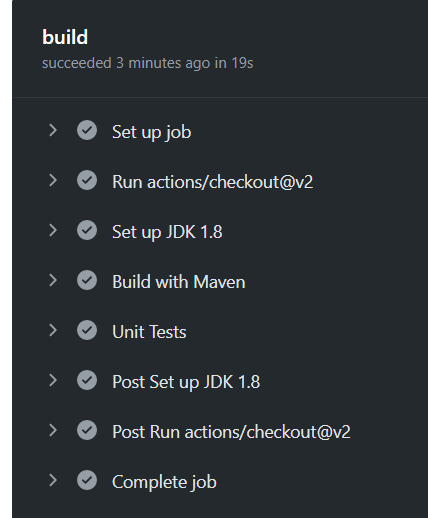 build
succeeded 3 minutes ago in 19s
Set up job
Run actions/checkout@v2
Set up JDK 1.8
Build with Maven
Unit Tests
Post Set up JDK 1.8
Post Run actions/checkout@v2
Complete job